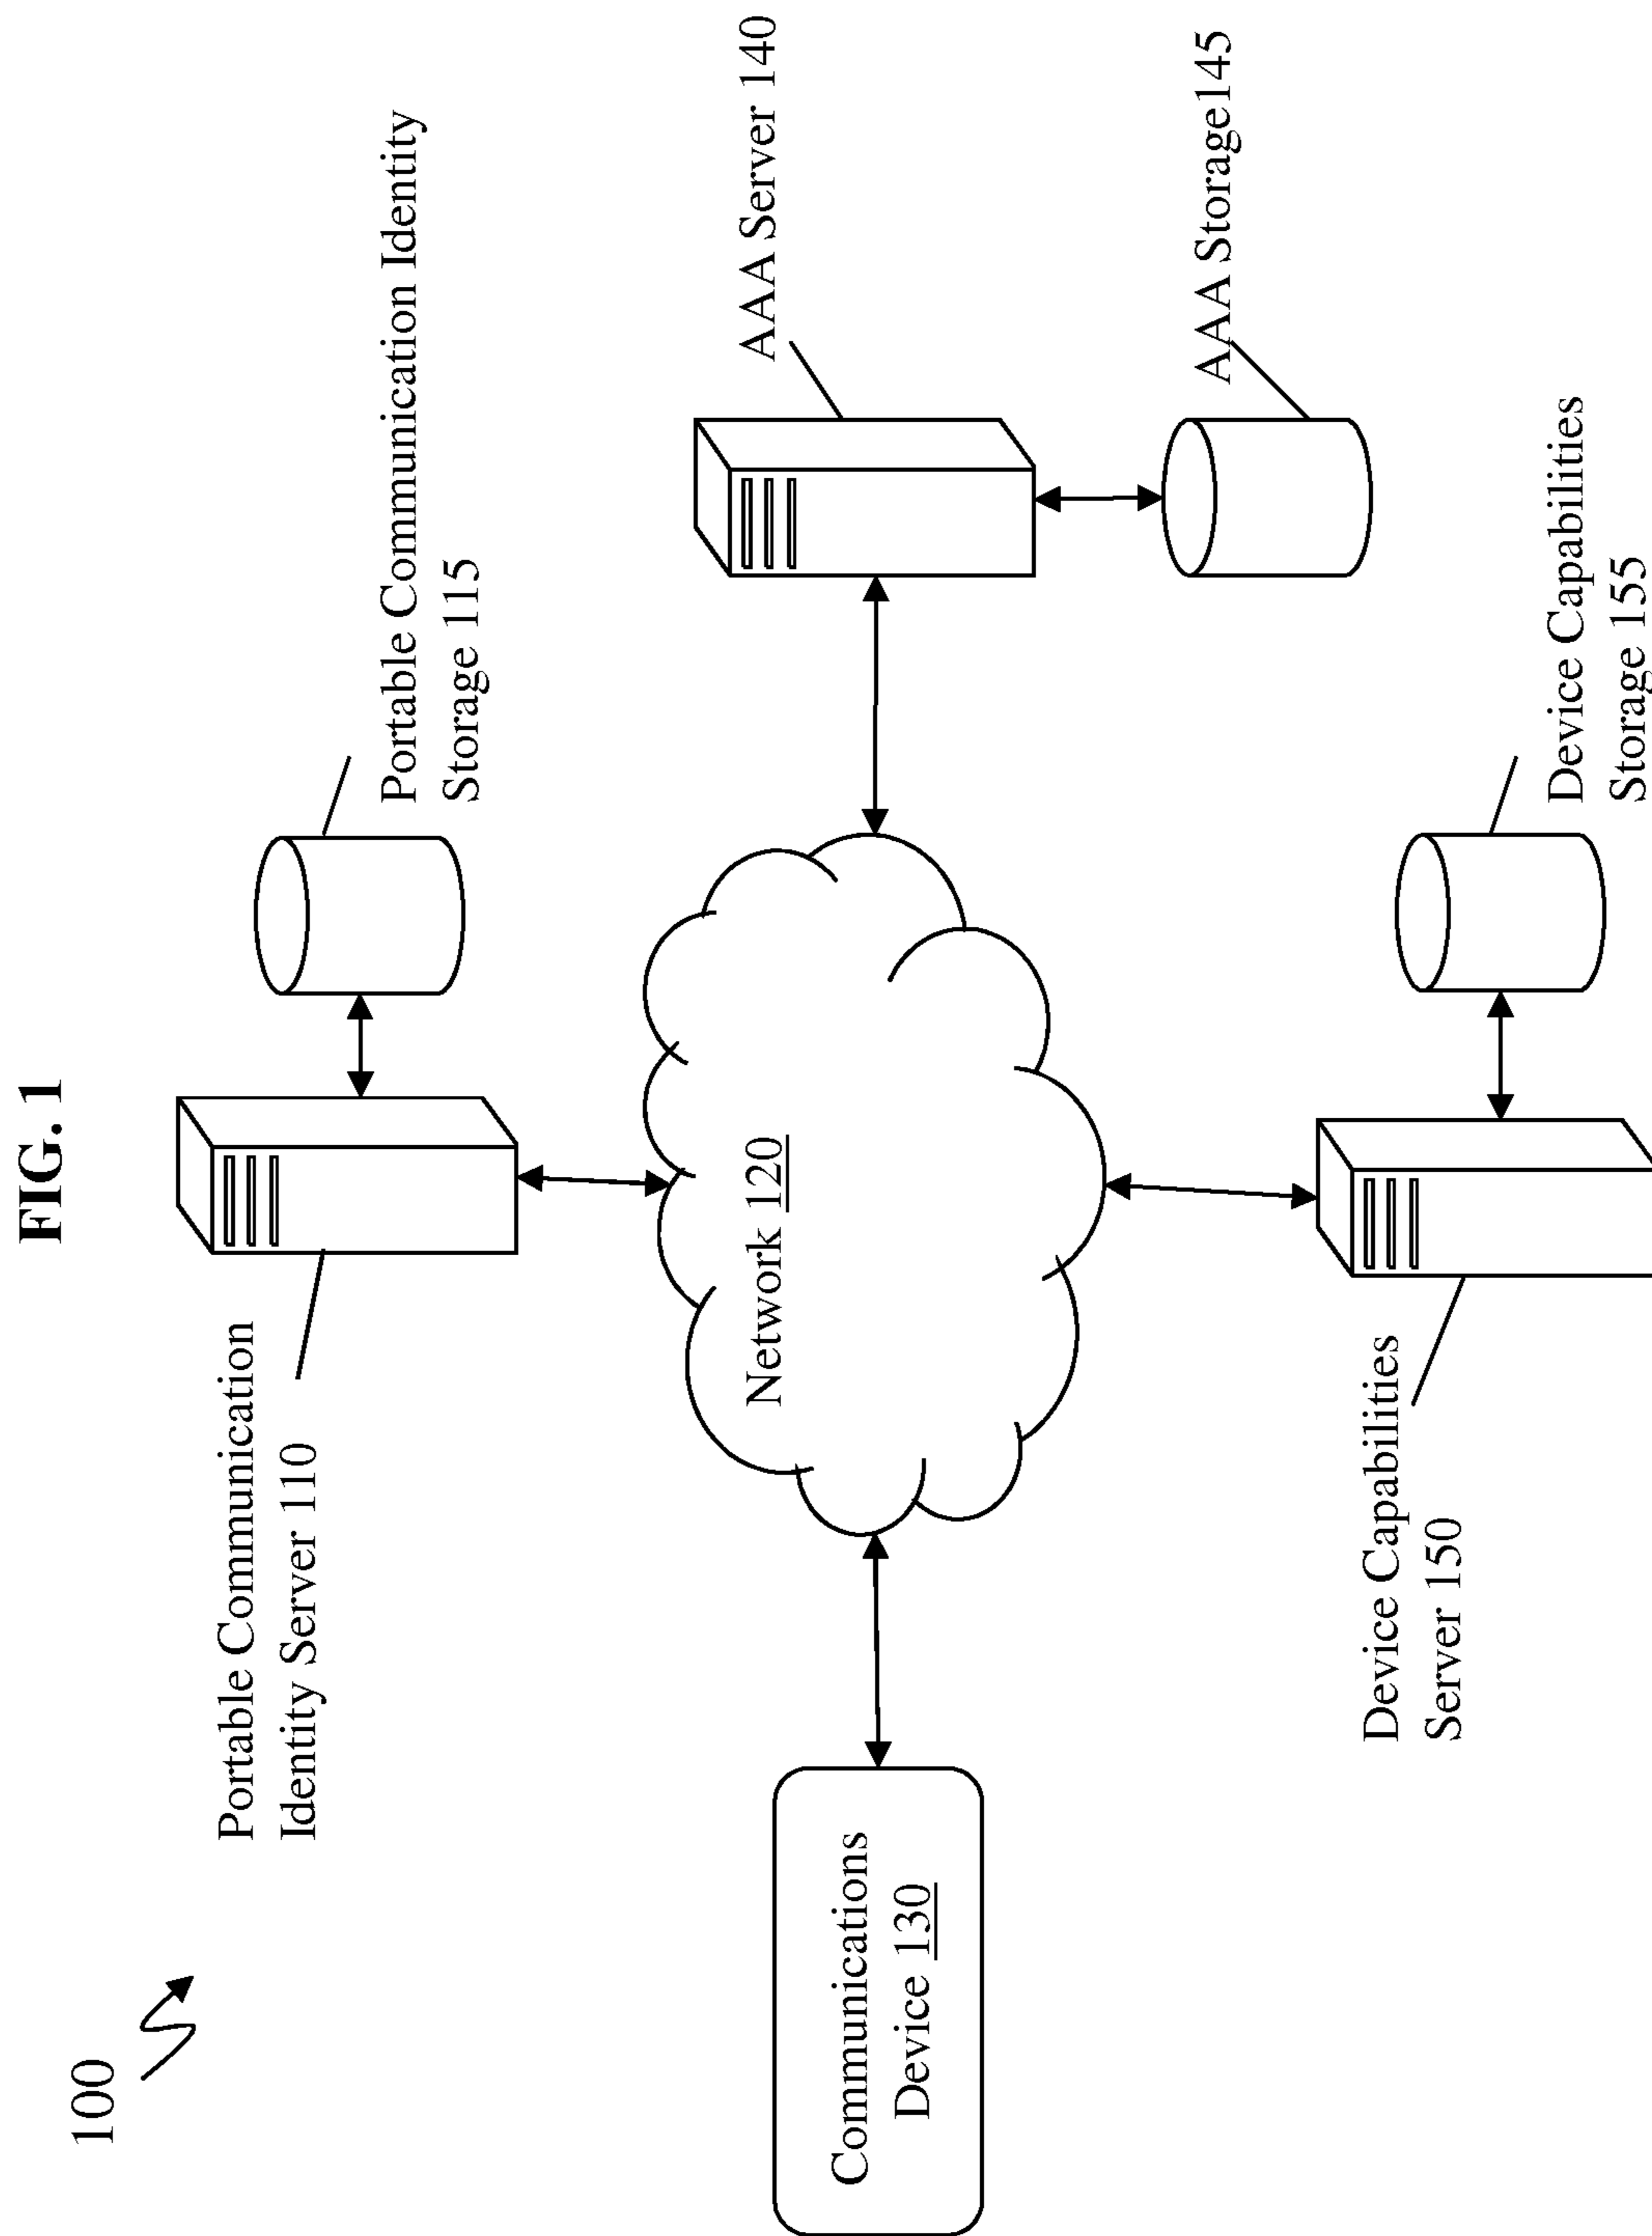 FIG. 1
100
Portable Communication
Identity Server 110
Portable Communication Identity
Storage 115
Network 120
AAA Server 140
Communications
Device 130
AAA Storage145
Device Capabilities
Server 150
Device Capabilities
Storage 155